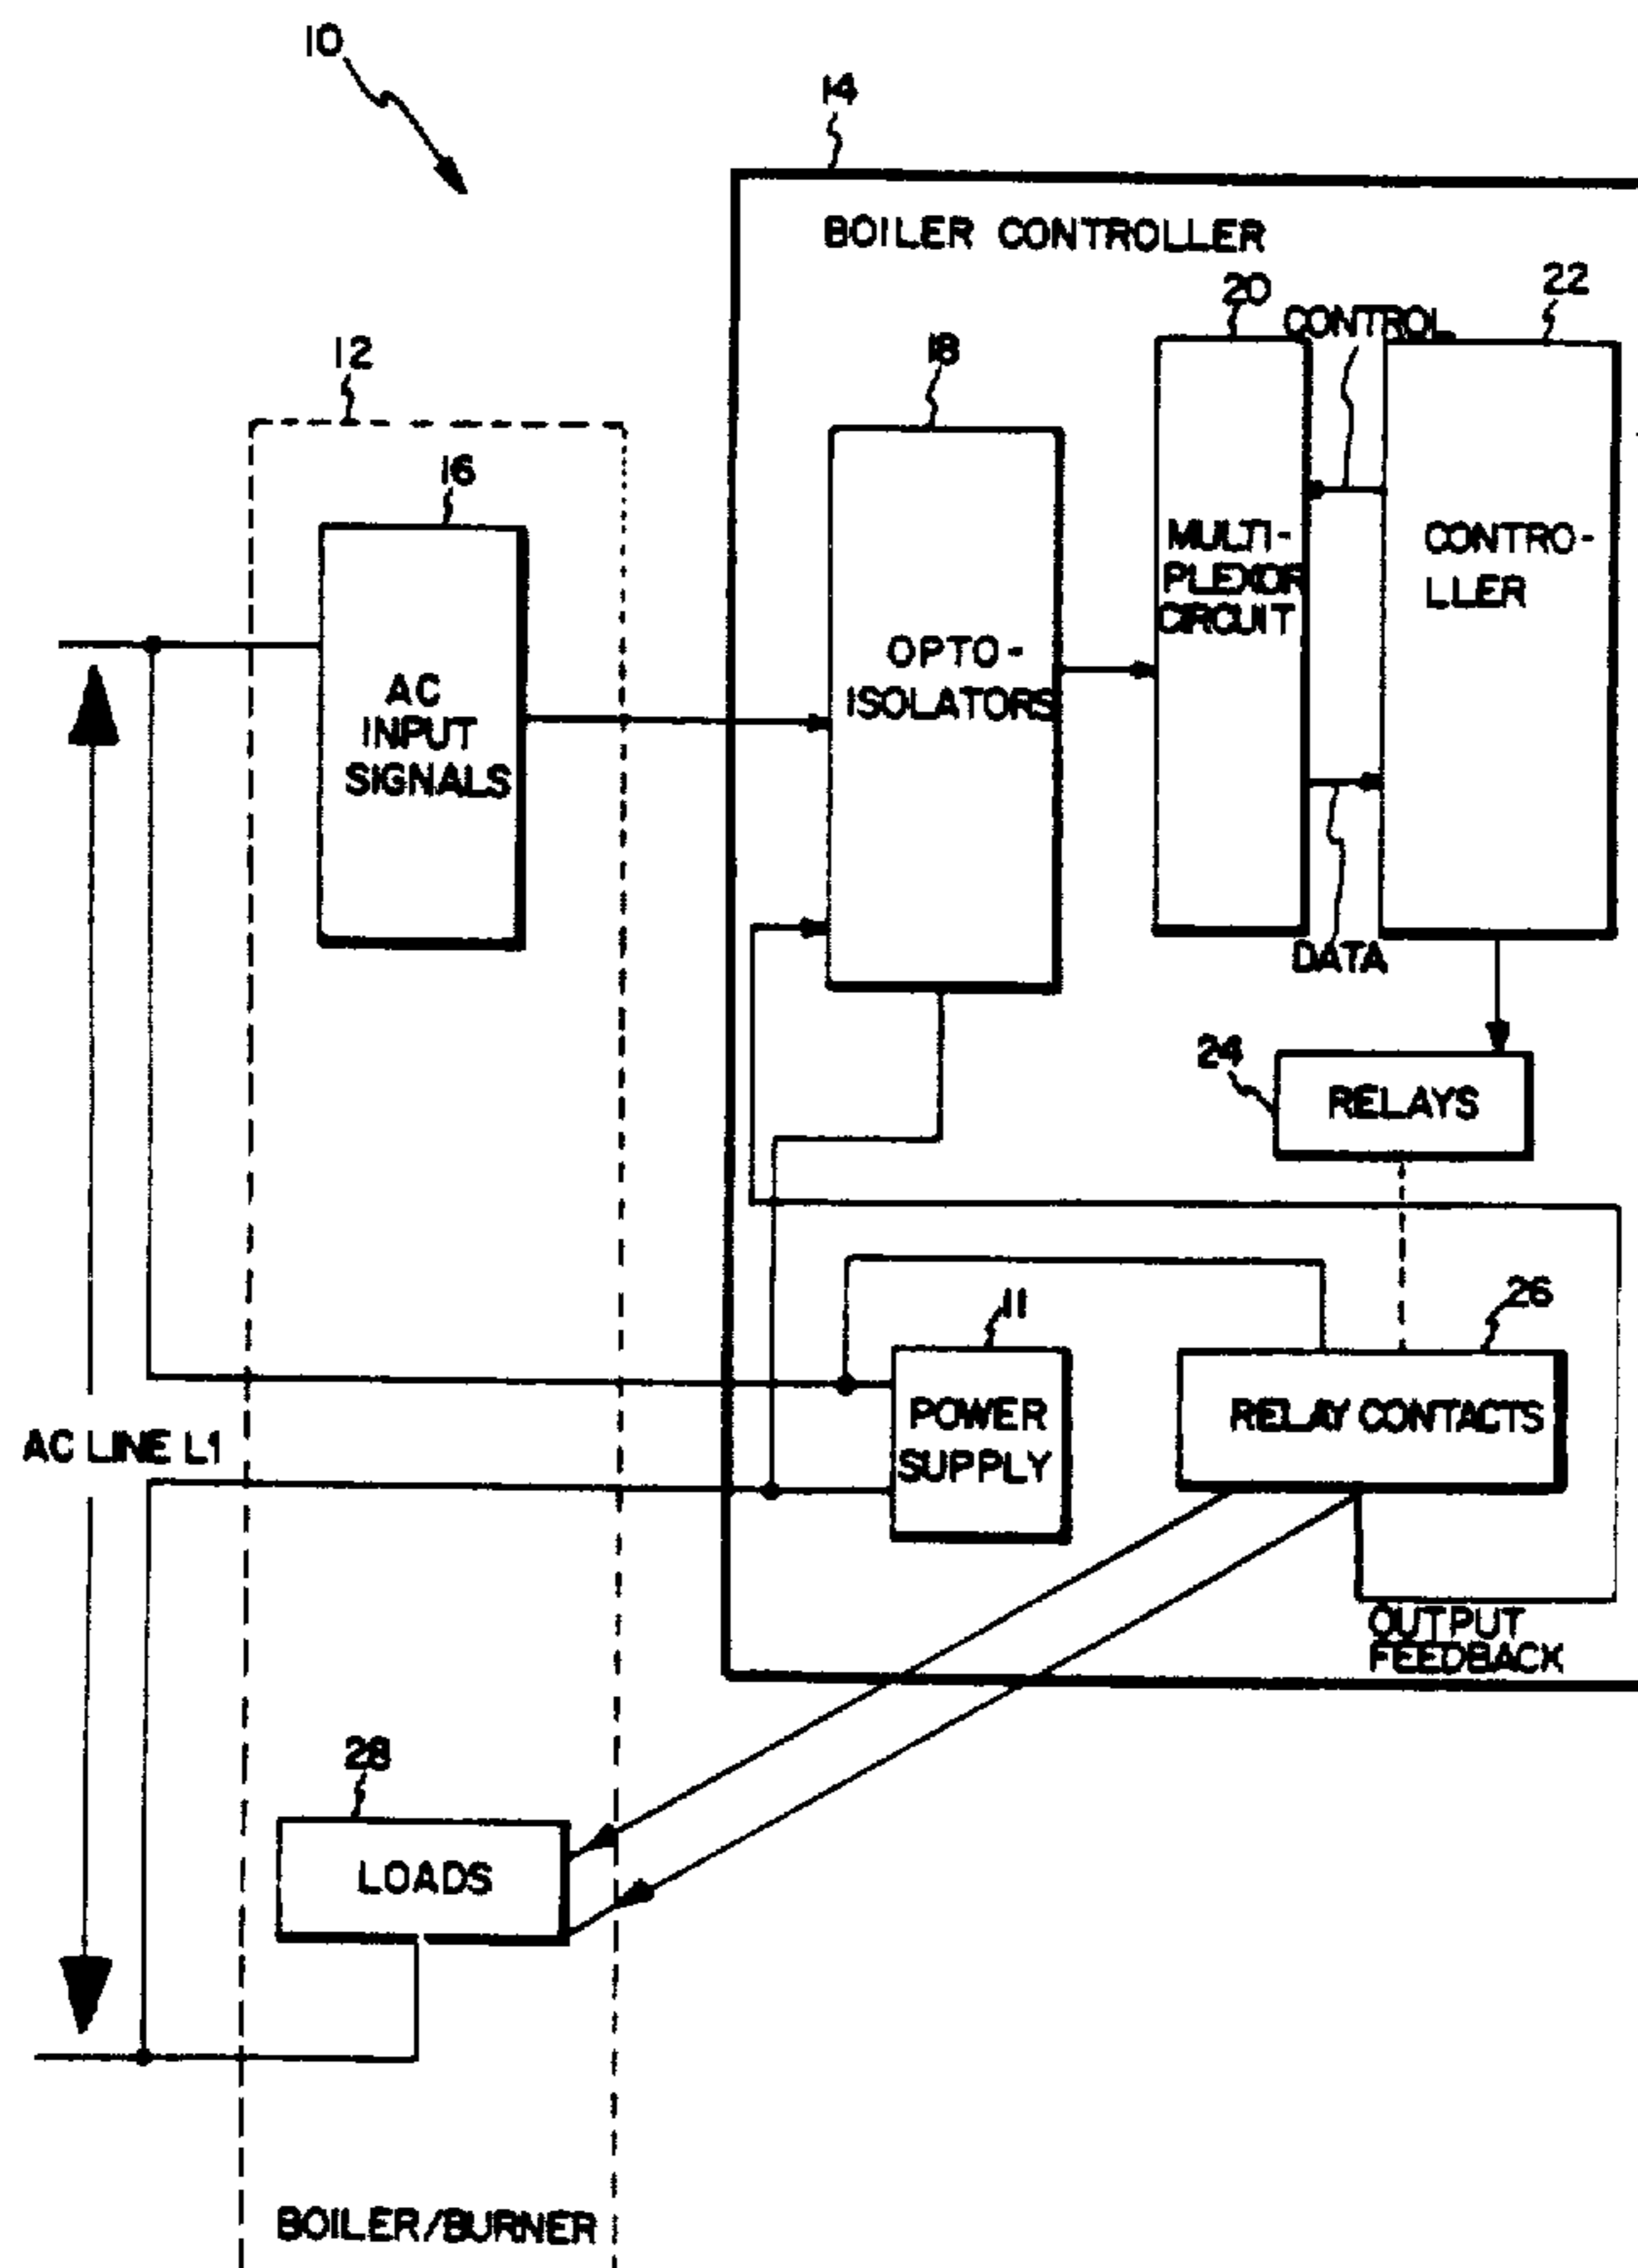 10
14
BOILER CONTROLLER
20
CONTROL
22
12
18
16
MULTI-
PLEXOR
CIRCUIT
CONTRO-
LLER
OPTO-
ISOLATORS
AC
INPUT
SIGNALS
DATA
24
RELAYS
11
26
POWER
SUPPLY
RELAY CONTACTS
AC LINE L1
OUTPUT
FEEDBACK
28
LOADS
BOILER/BURNER